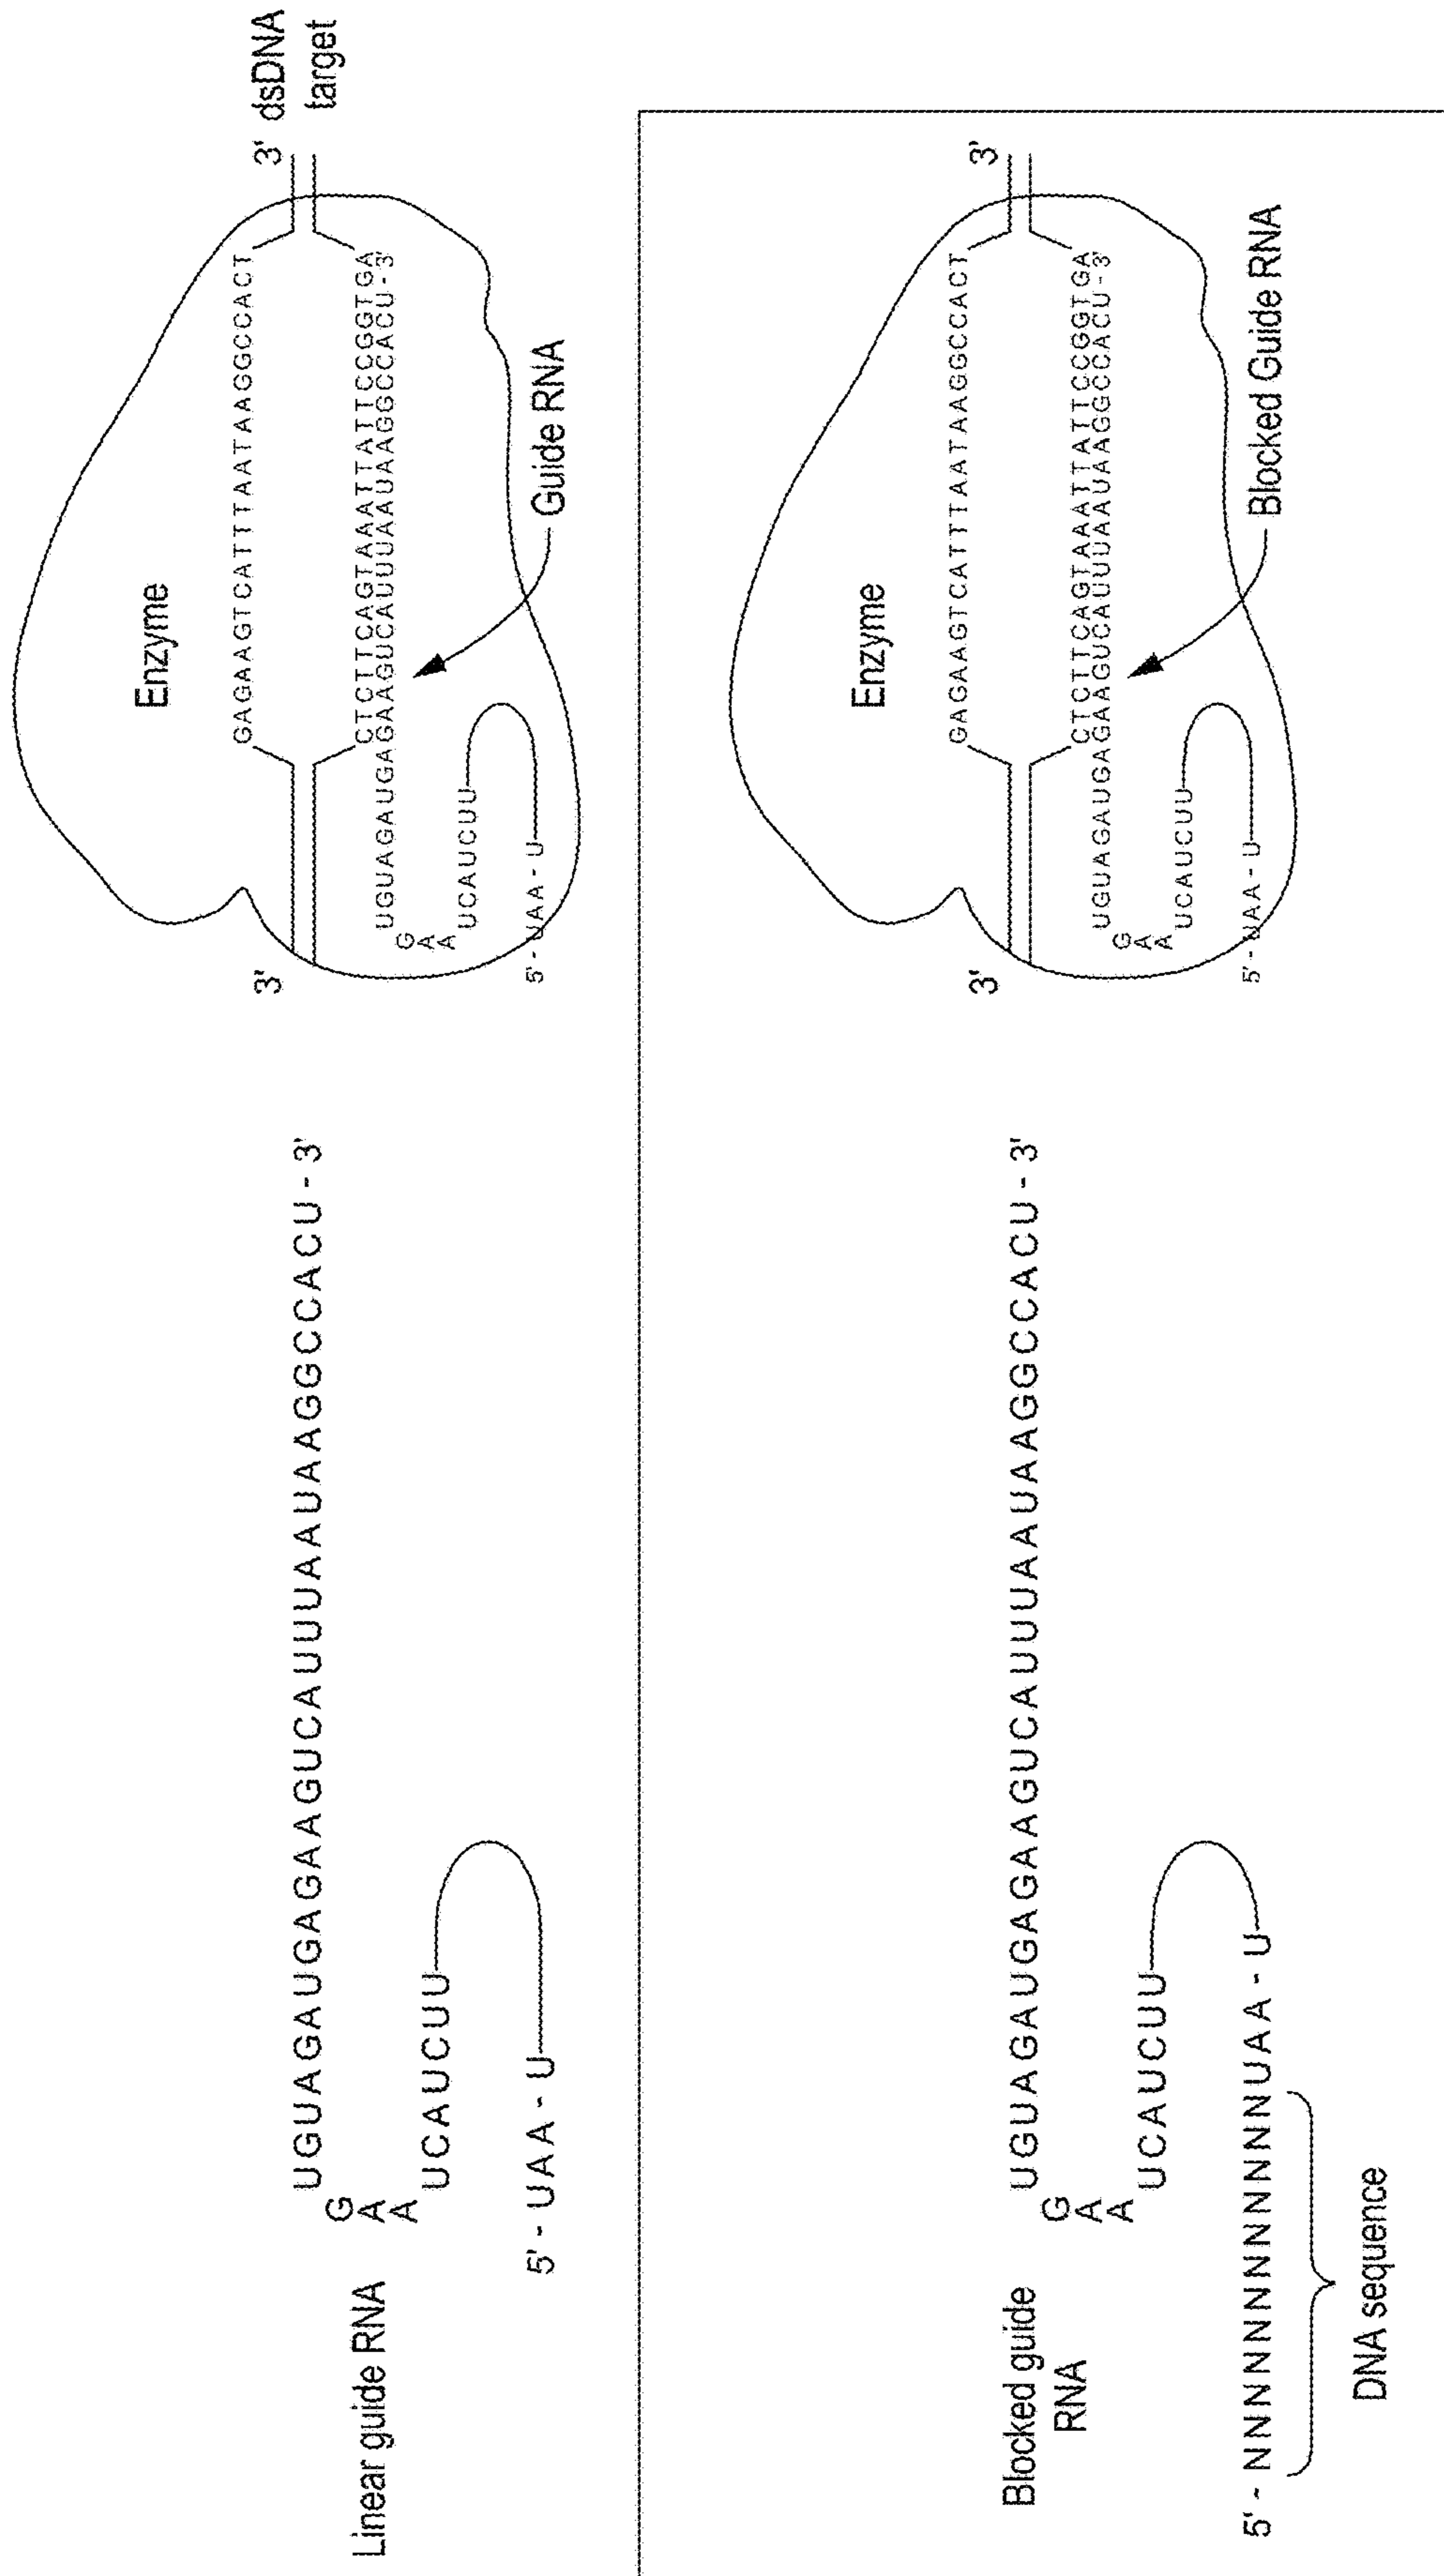 Linear guide RNA
UGUAGAUGAGAAGUCAUUUAAUAAGGCCACU - 3'
G
A
A
UCAUCUU
5' - UAA - U
Enzyme
3'
3' dsDNA
target
GAGAAGTCATTTAATAAGGCCACT
CTCTTCAGTAAATTATTCCGGTGA
UGUAGAUGAGAAGUCAUUUAAUAAGGCCACU-3'
G
A
A
UCAUCUU
5' - UAA - U
Guide RNA
Blocked guide
RNA
UGUAGAUGAGAAGUCAUUUAAUAAGGCCACU - 3'
G
A
A
UCAUCUU
5' - NNNNNNNNNNNNNUAA - U
DNA sequence
Enzyme
3'
3'
GAGAAGTCATTTAATAAGGCCACT
CTCTTCAGTAAATTATTCCGGTGA
UGUAGAUGAGAAGUCAUUUAAUAAGGCCACU-3'
G
A
A
UCAUCUU
5' - UAA - U
Blocked Guide RNA